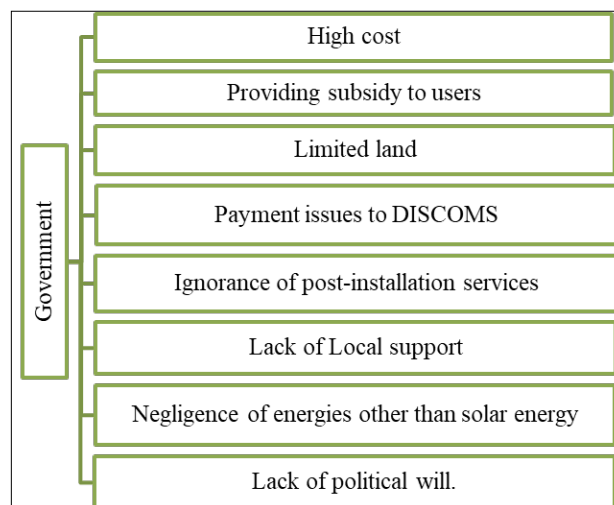 Government
High cost
Providing subsidy to users
Limited land
Payment issues to DISCOMS
Ignorance of post-installation services
Lack of Local support
Negligence of energies other than solar energy
Lack of political will.